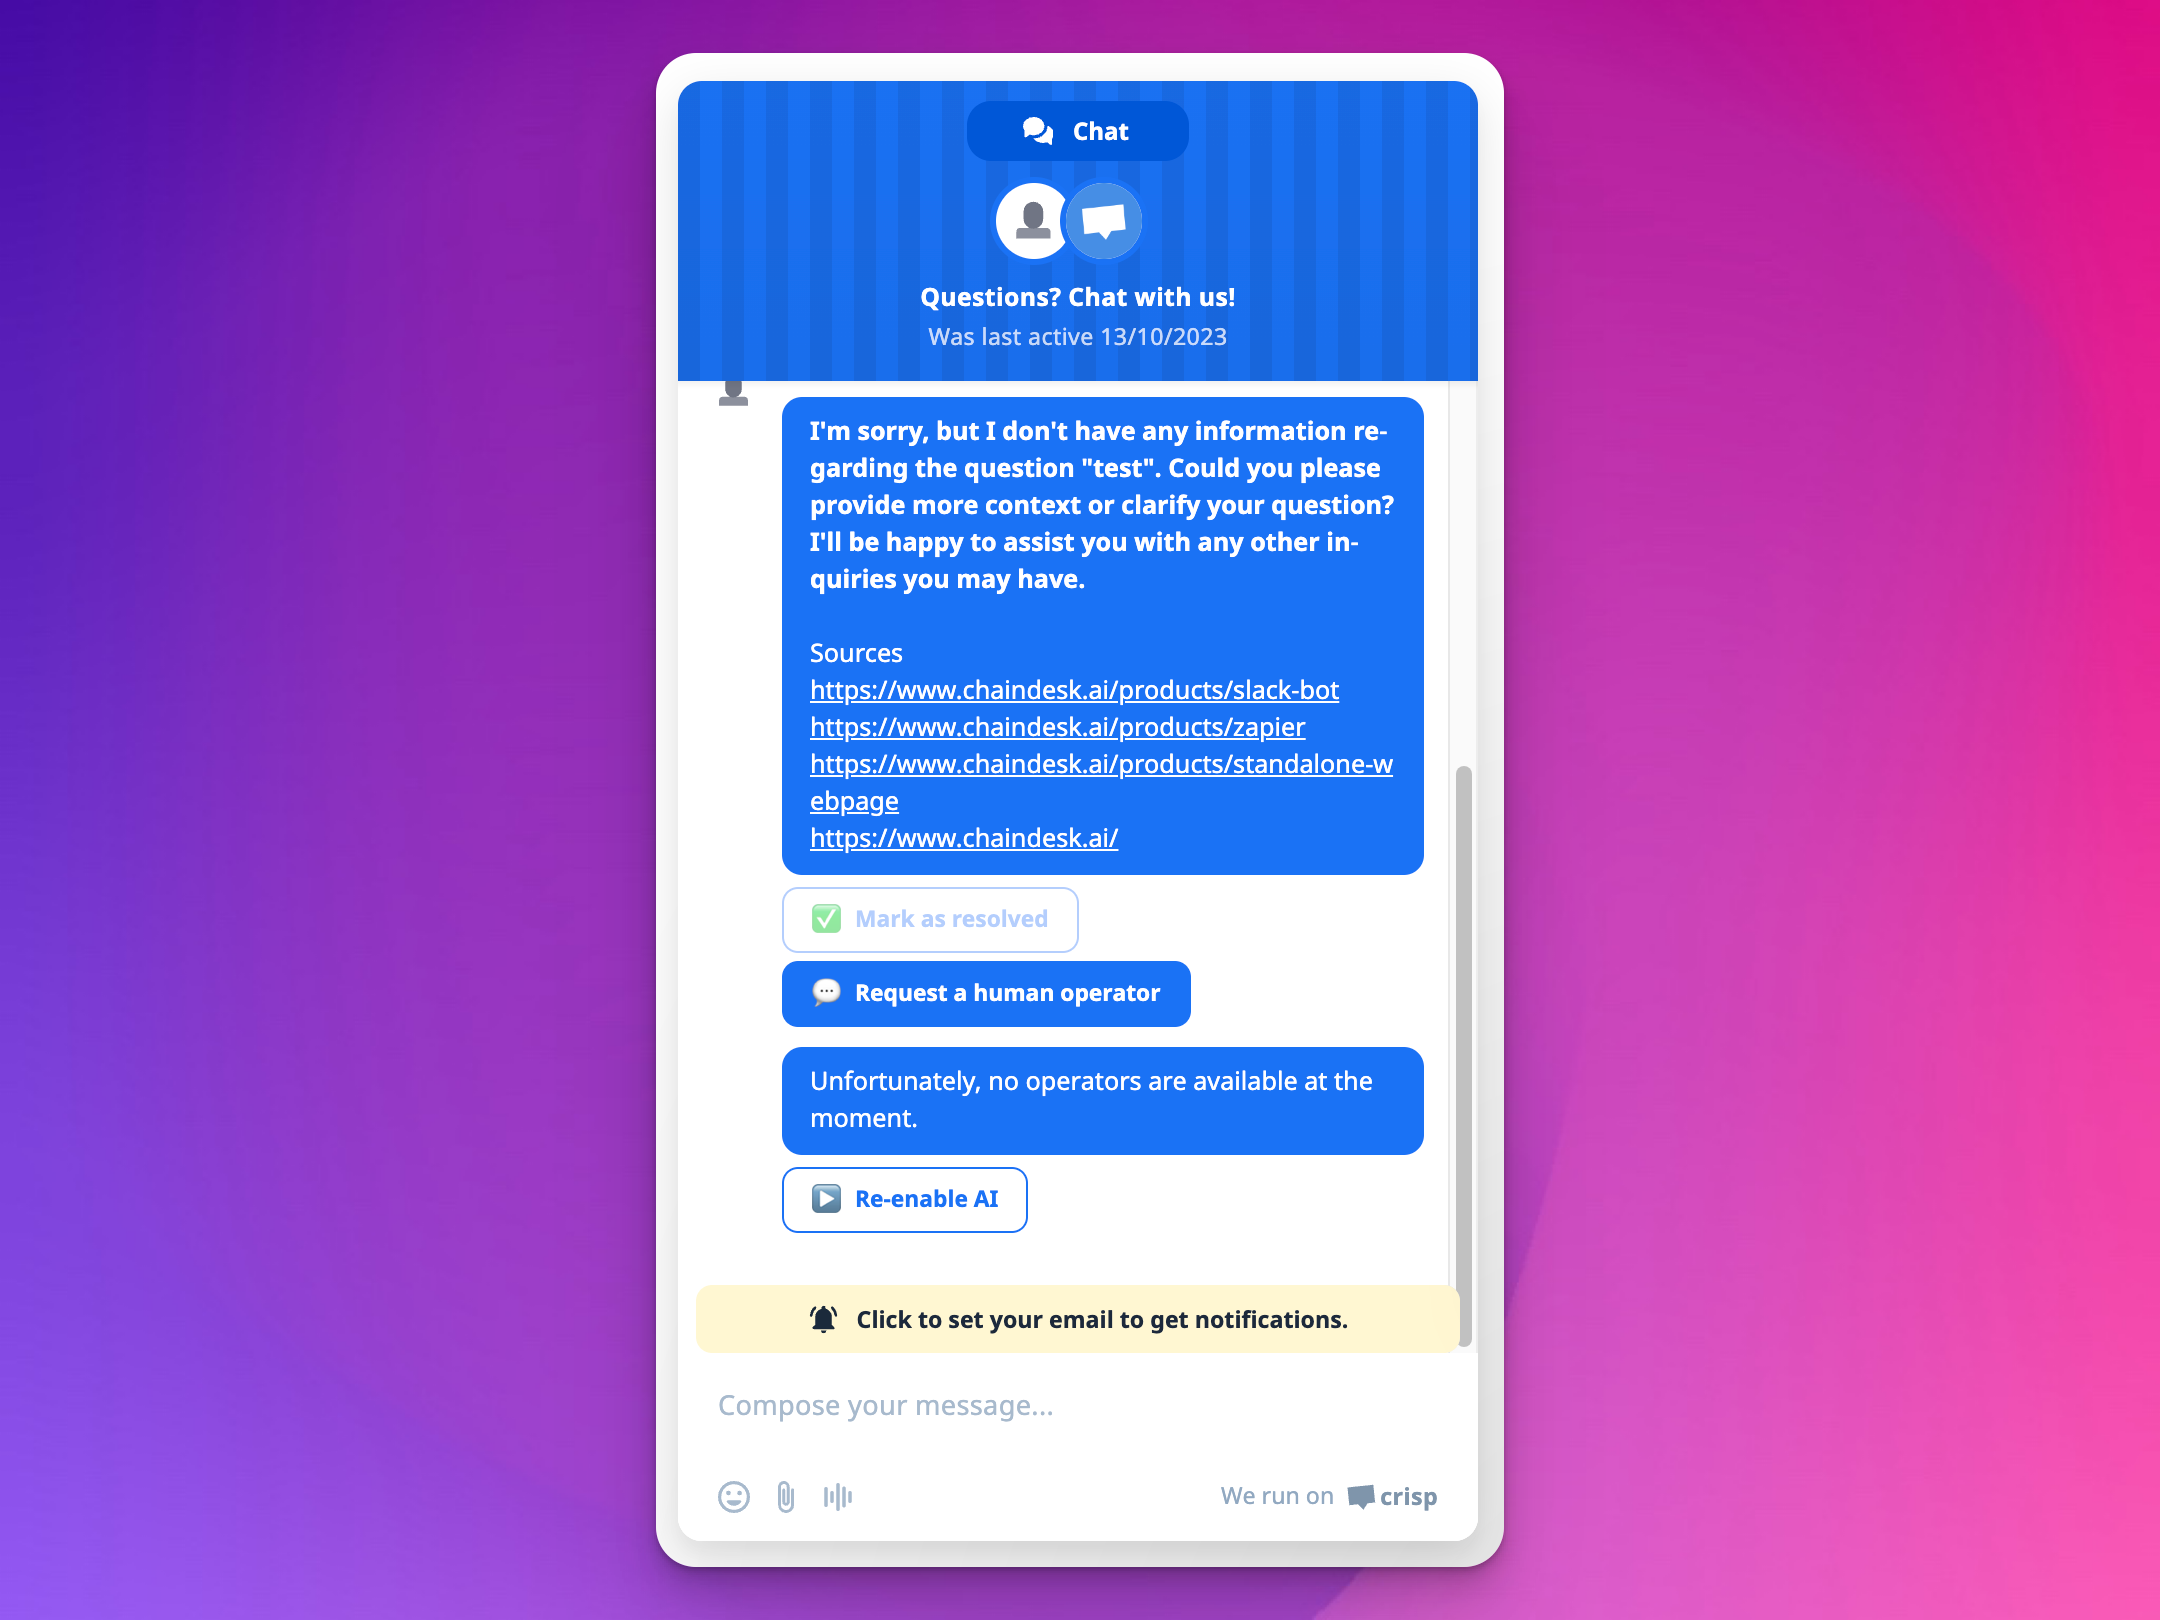 Chat
Questions? Chat with us!
Was last active 13/10/2023
I'm sorry, but I don't have any information re-
garding the question "test". Could you please
provide more context or clarify your question?
I'll be happy to assist you with any other in-
quiries you may have.
Sources
https://www.chaindesk.ai/products/slack-bot
https://www.chaindesk.ai/products/zapier
https://www.chaindesk.ai/products/standalone-w
ebpage
https://www.chaindesk.ai/
✅ Mark as resolved
💬 Request a human operator
Unfortunately, no operators are available at the
moment.
▶️ Re-enable AI
Click to set your email to get notifications.
Compose your message...
We run on crisp